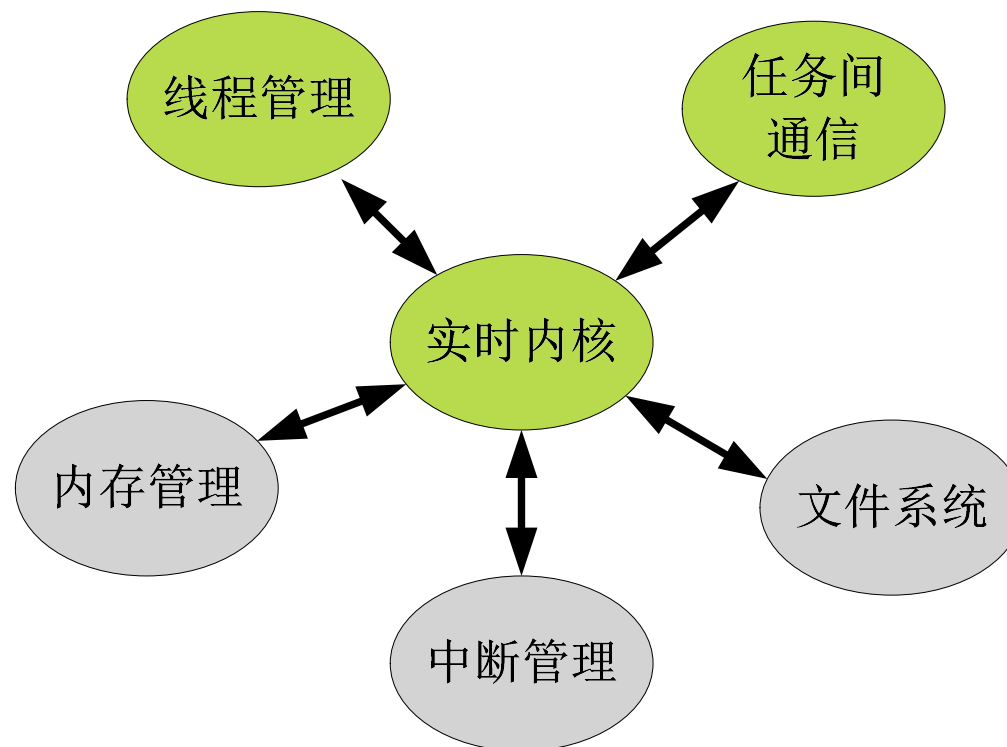 线程管理
任务间
通信
实时内核
内存管理
文件系统
中断管理